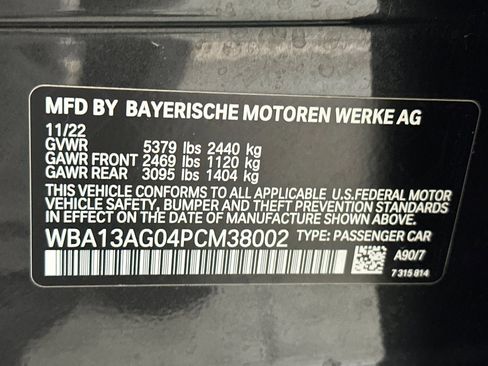 MFD BY BAYERISCHE MOTOREN WERKE AG
11/22
GVWR 5379 lbs 2440 kg
GAWR FRONT 2469 lbs 1120 kg
GAWR REAR 3095 lbs 1404 kg
THIS VEHICLE CONFORMS TO ALL APPLICABLE U.S.FEDERAL MOTOR
VEHICLE SAFETY, BUMPER AND THEFT PREVENTION STANDARDS
IN EFFECT ON THE DATE OF MANUFACTURE SHOWN ABOVE.
WBA13AG04PCM38002 TYPE: PASSENGER CAR
A90/7
7 315 814